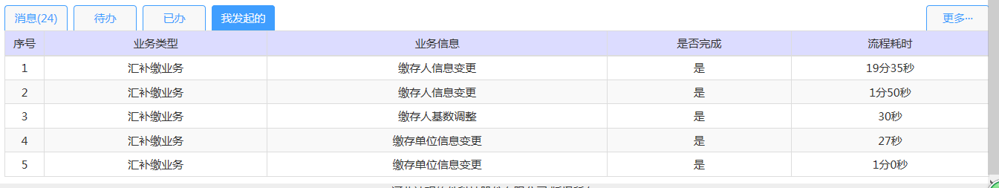 消息(24) 待办 已办 我发起的 更多···
序号 业务类型 业务信息 是否完成 流程耗时
1 汇补缴业务 缴存人信息变更 是 19分35秒
2 汇补缴业务 缴存人信息变更 是 1分50秒
3 汇补缴业务 缴存人基数调整 是 30秒
4 汇补缴业务 缴存单位信息变更 是 27秒
5 汇补缴业务 缴存单位信息变更 是 1分0秒